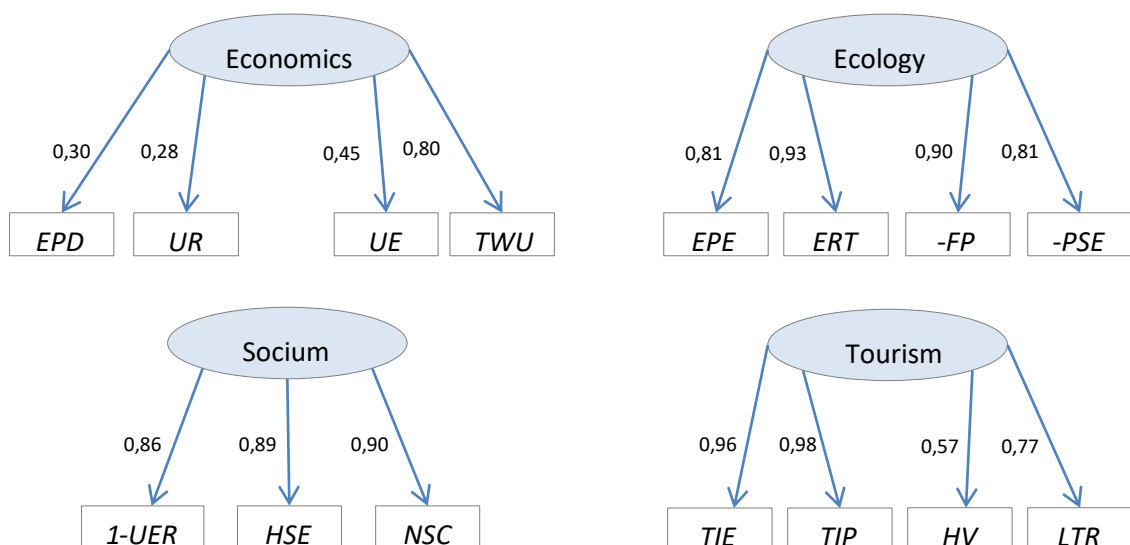 Economics
Ecology
0,30
0,28
0,45
0,80
0,81
0,93
0,90
0,81
EPD
UR
UE
TWU
EPE
ERT
-FP
-PSE
Socium
Tourism
0,86
0,89
0,90
0,96
0,98
0,57
0,77
1-UER
HSE
NSC
TIE
TIP
HV
LTR